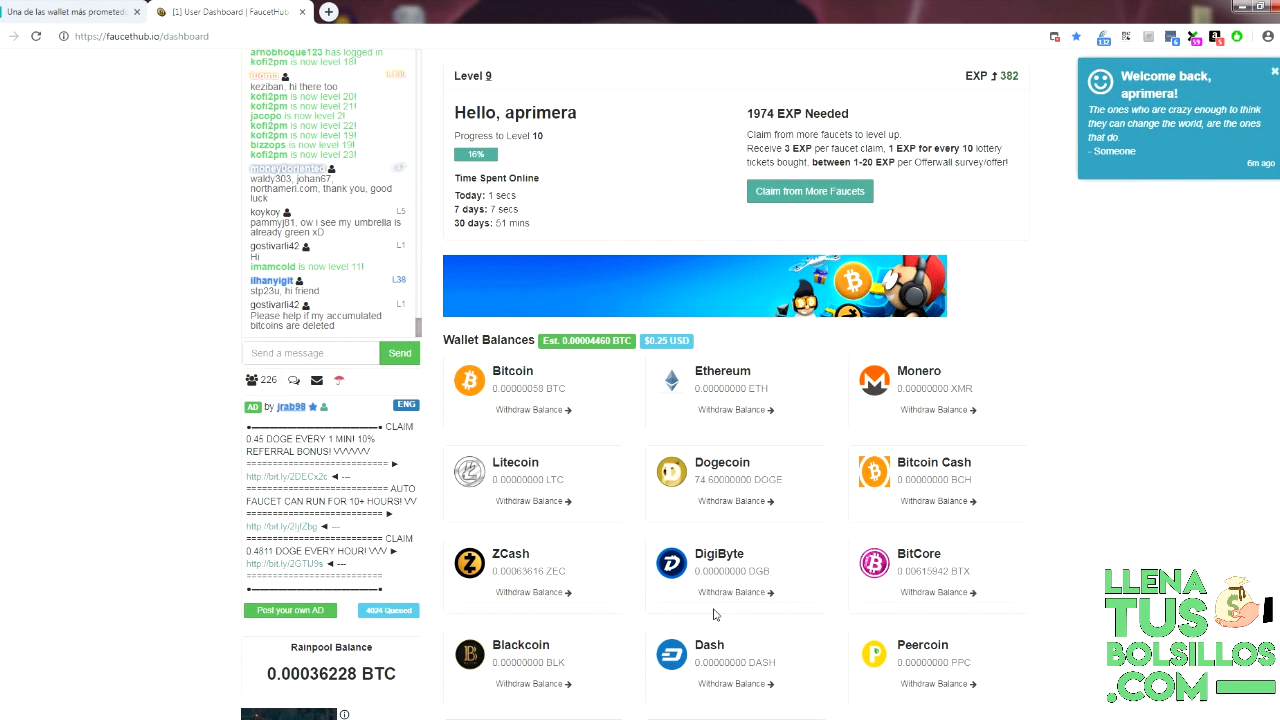 Una de las wallet más promete
[1] User Dashboard | FaucetHub
https://faucethub.io/dashboard
arnobhoque123 has logged in
kofi2pm is now level 18!
L100
keziban, hi there too
kofi2pm is now level 20!
kofi2pm is now level 21!
jacopo is now level 2!
kofi2pm is now level 22!
kofi2pm is now level 19!
bizzops is now level 19!
kofi2pm is now level 23!
money0oriented
waldy303, johan67,
northameri.com, thank you, good
luck
koykoy L5
pammyj81, ow i see my umbrella is
already green xD
gostivarli42 L1
Hi
imamcold is now level 11!
ilhanyigit L38
stp23u, hi friend
gostivarli42 L1
Please help if my accumulated
bitcoins are deleted
Send a message... Send
226
AD by jrab98 ENG
CLAIM
0.45 DOGE EVERY 1 MIN! 10%
REFERRAL BONUS! \/\/\/\/\/\/
========================== ►
http://bit.ly/2DECx2c ◄ ---
========================= AUTO
FAUCET CAN RUN FOR 10+ HOURS! \/\/
========================= ►
http://bit.ly/2IjfZbg ◄ ---
========================= CLAIM
0.4811 DOGE EVERY HOUR! \/\/\/ ►
http://bit.ly/2GTIJ9s ◄ ---
=========================
Post your own AD 4024 Queued
Rainpool Balance
0.00036228 BTC
Level 9 EXP 382
Hello, aprimera
Progress to Level 10
16%
Time Spent Online
Today: 1 secs
7 days: 7 secs
30 days: 51 mins
1974 EXP Needed
Claim from more faucets to level up.
Receive 3 EXP per faucet claim, 1 EXP for every 10 lottery
tickets bought, between 1-20 EXP per Offerwall survey/offer!
Claim from More Faucets
Wallet Balances Est. 0.00004460 BTC $0.25 USD
Bitcoin
0.00000058 BTC
Withdraw Balance
Ethereum
0.00000000 ETH
Withdraw Balance
Monero
0.00000000 XMR
Withdraw Balance
Litecoin
0.00000000 LTC
Withdraw Balance
Dogecoin
74.60000000 DOGE
Withdraw Balance
Bitcoin Cash
0.00000000 BCH
Withdraw Balance
ZCash
0.00063616 ZEC
Withdraw Balance
DigiByte
0.00000000 DGB
Withdraw Balance
BitCore
0.00615942 BTX
Withdraw Balance
Blackcoin
0.00000000 BLK
Withdraw Balance
Dash
0.00000000 DASH
Withdraw Balance
Peercoin
0.00000000 PPC
Withdraw Balance
Welcome back,
aprimera!
The ones who are crazy enough to think
they can change the world, are the ones
that do.
- Someone
6m ago
LLENA
TUS
BOLSILLOS
.COM